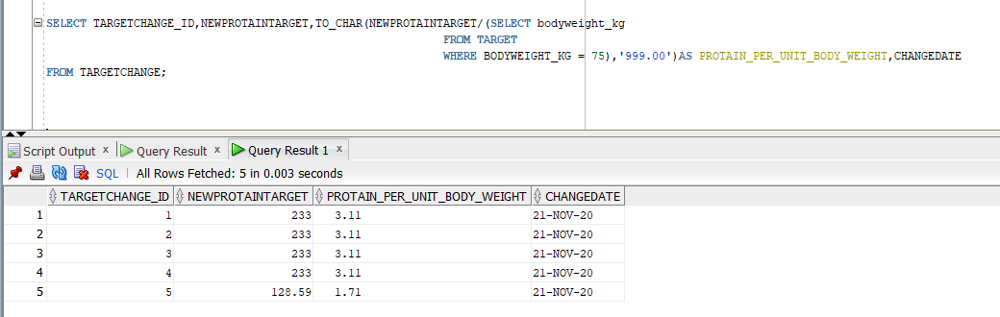 SELECT TARGETCHANGE_ID,NEWPROTAINTARGET,TO_CHAR(NEWPROTAINTARGET/(SELECT bodyweight_kg
FROM TARGET
WHERE BODYWEIGHT_KG = 75),'999.00')AS PROTAIN_PER_UNIT_BODY_WEIGHT,CHANGEDATE
FROM TARGETCHANGE;
Script Output x Query Result x Query Result 1 x
SQL All Rows Fetched: 5 in 0.003 seconds
TARGETCHANGE_ID NEWPROTAINTARGET PROTAIN_PER_UNIT_BODY_WEIGHT CHANGEDATE
1 1 233 3.11 21-NOV-20
2 2 233 3.11 21-NOV-20
3 3 233 3.11 21-NOV-20
4 4 233 3.11 21-NOV-20
5 5 128.59 1.71 21-NOV-20